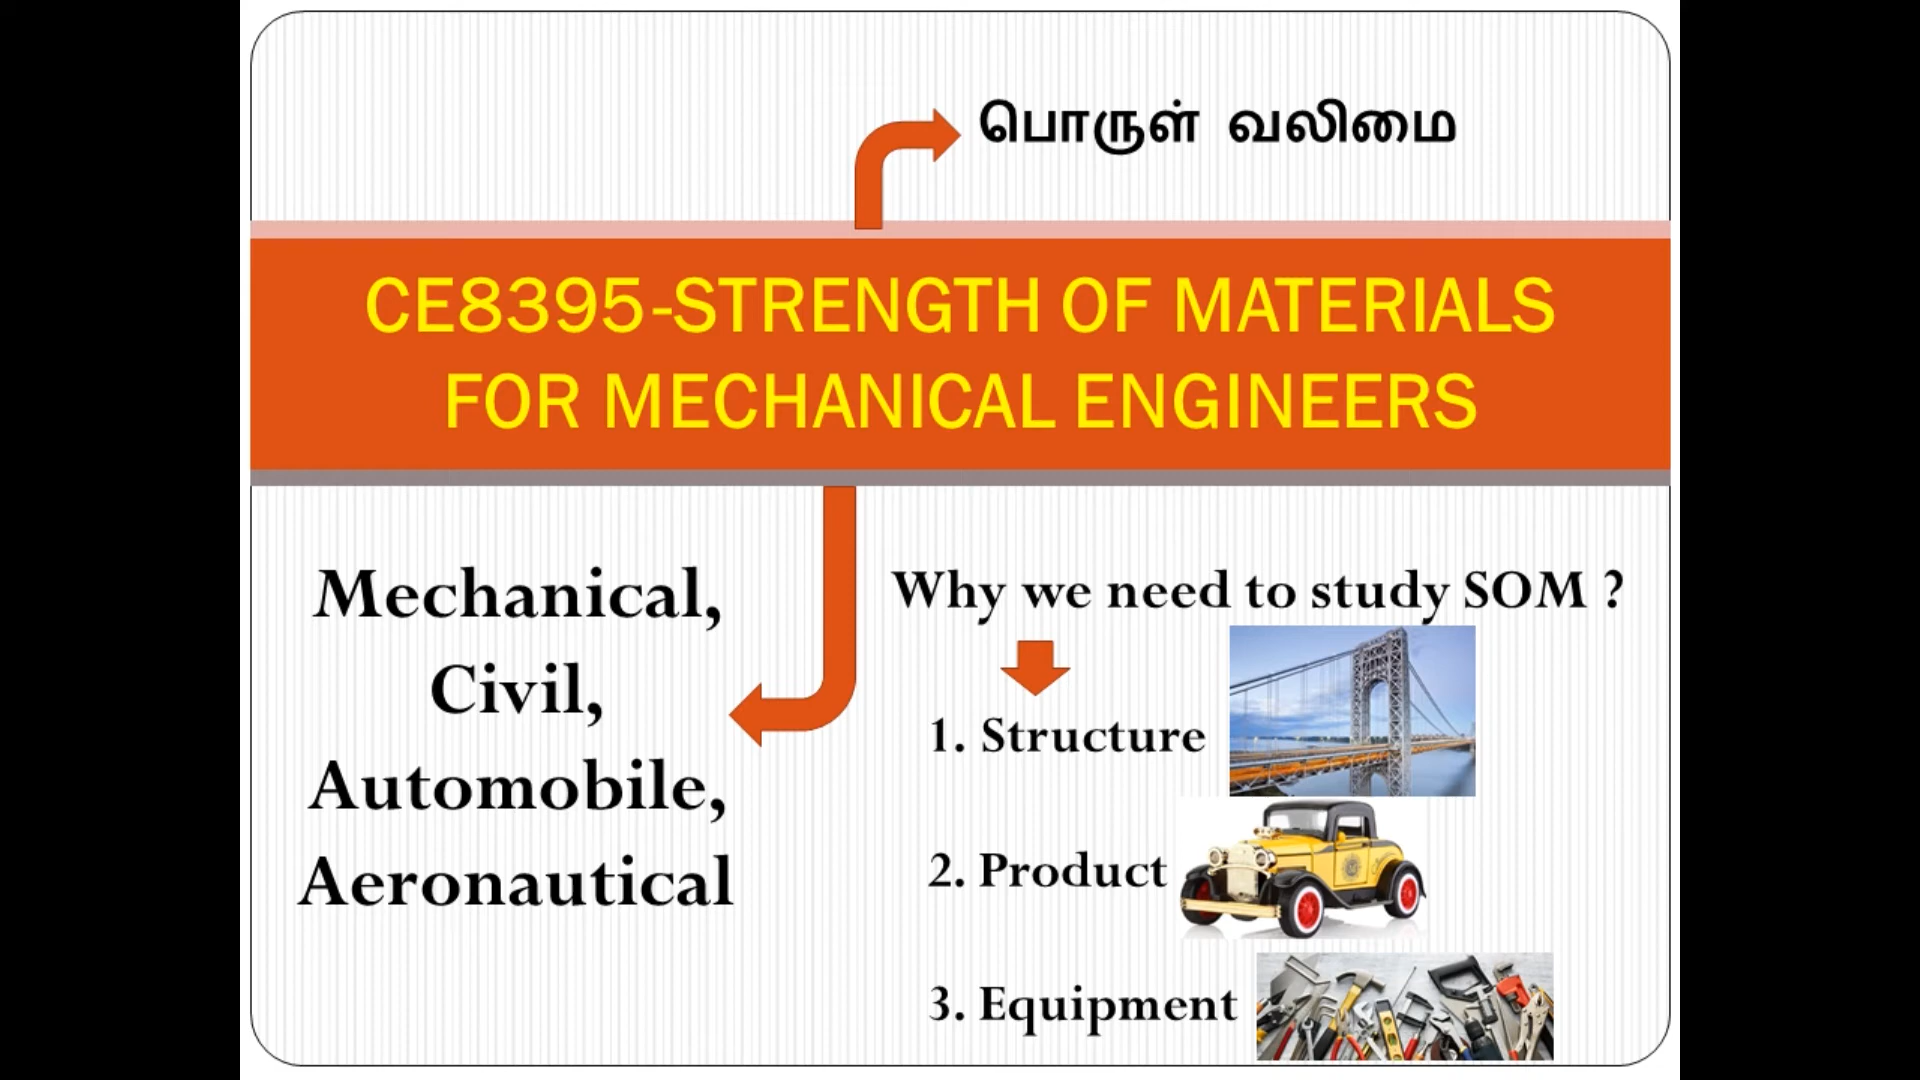 பொருள் வலிமை
CE8395-STRENGTH OF MATERIALS
FOR MECHANICAL ENGINEERS
Mechanical,
Civil,
Automobile,
Aeronautical
Why we need to study SOM ?
1. Structure
2. Product
3. Equipment